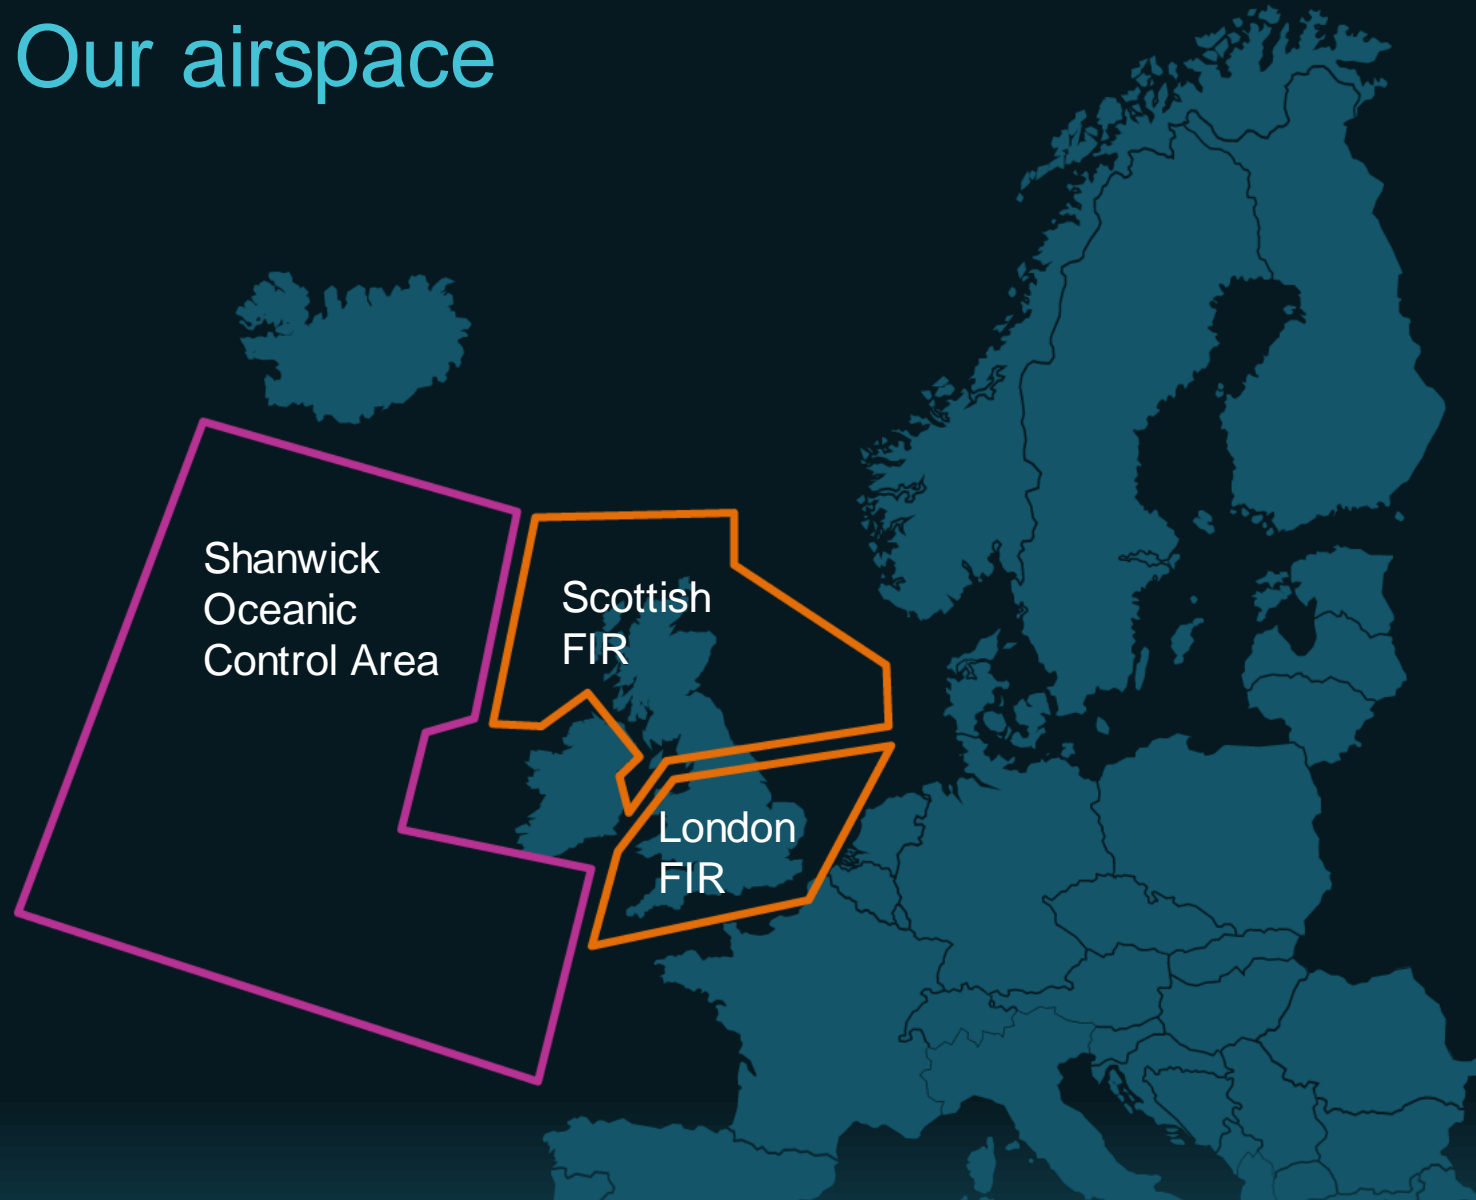 Our airspace
Shanwick
Oceanic
Control Area
Scottish
FIR
London
FIR